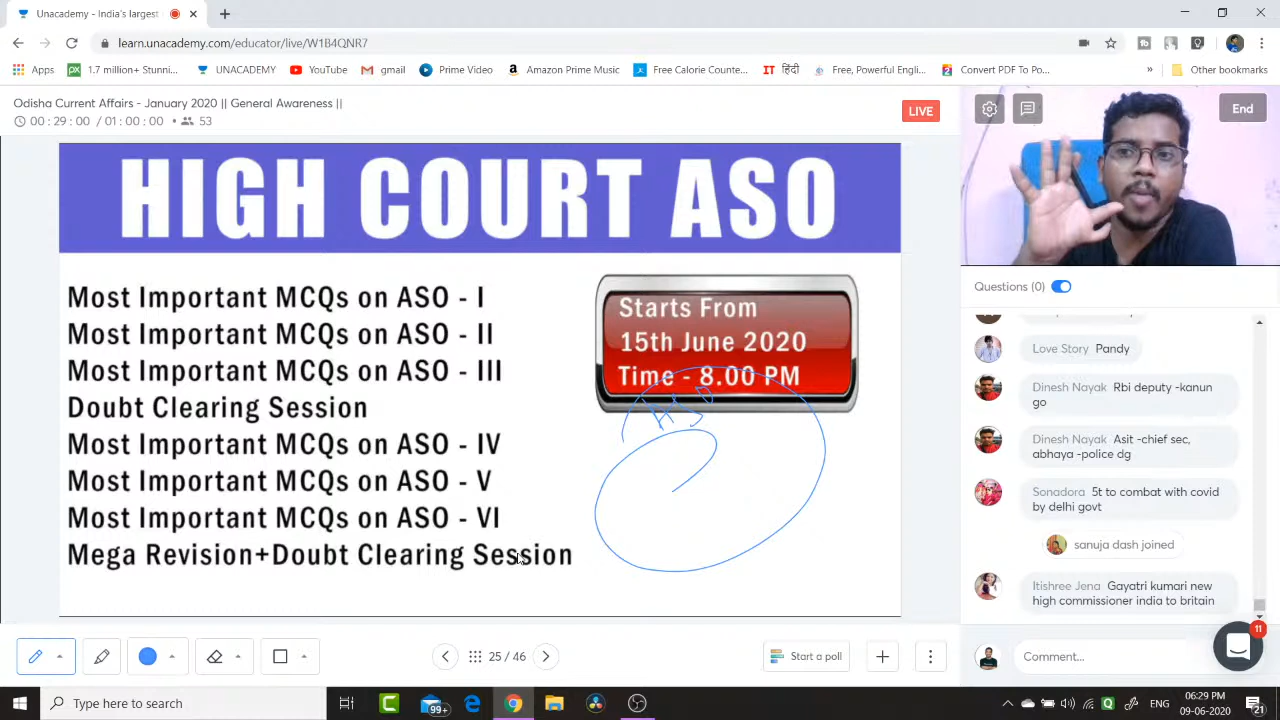 Unacademy - India's largest
learn.unacademy.com/educator/live/W1B4QNR7
Apps
1.7 million+ Stunni...
UNACADEMY
YouTube
gmail
Prime Video
Amazon Prime Music
Free Calorie Counte...
IT हिंदी
Free, Powerful Engli...
Convert PDF To Po...
»
Other bookmarks
Odisha Current Affairs - January 2020 || General Awareness ||
00 : 29 : 00 / 01 : 00 : 00 • 53
LIVE
End
HIGH COURT ASO
Most Important MCQs on ASO - I
Most Important MCQs on ASO - II
Most Important MCQs on ASO - III
Doubt Clearing Session
Most Important MCQs on ASO - IV
Most Important MCQs on ASO - V
Most Important MCQs on ASO - VI
Mega Revision+Doubt Clearing Session
Starts From
15th June 2020
Time - 8.00 PM
ASO
Questions (0)
Love Story Pandy
Dinesh Nayak Rbi deputy -kanun
go
Dinesh Nayak Asit -chief sec,
abhaya -police dg
Sonadora 5t to combat with covid
by delhi govt
sanuja dash joined
Itishree Jena Gayatri kumari new
high commissioner india to britain
25 / 46
Start a poll
Comment...
11
Type here to search
99+
ENG
06:29 PM
09-06-2020
21